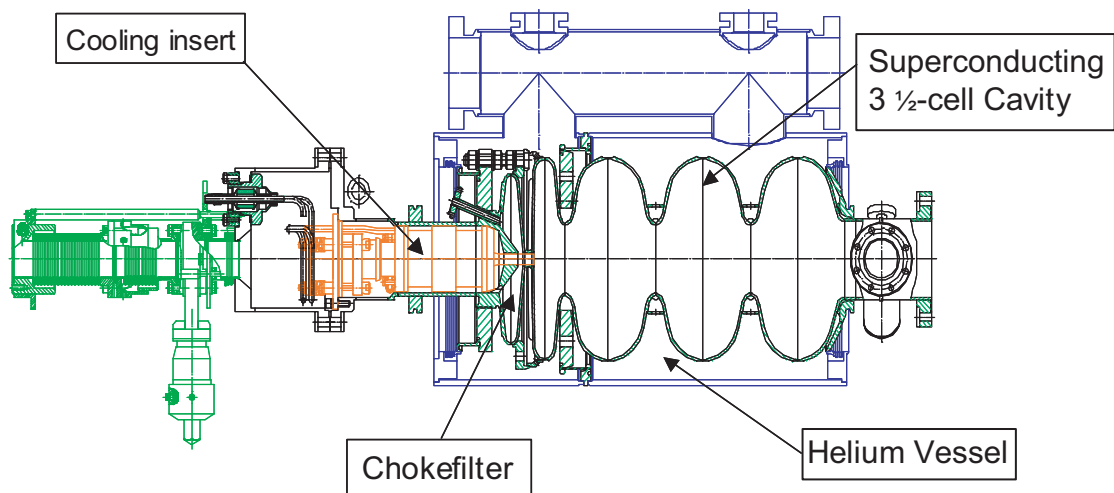 Cooling insert
Superconducting
3 ½-cell Cavity
Chokefilter
Helium Vessel